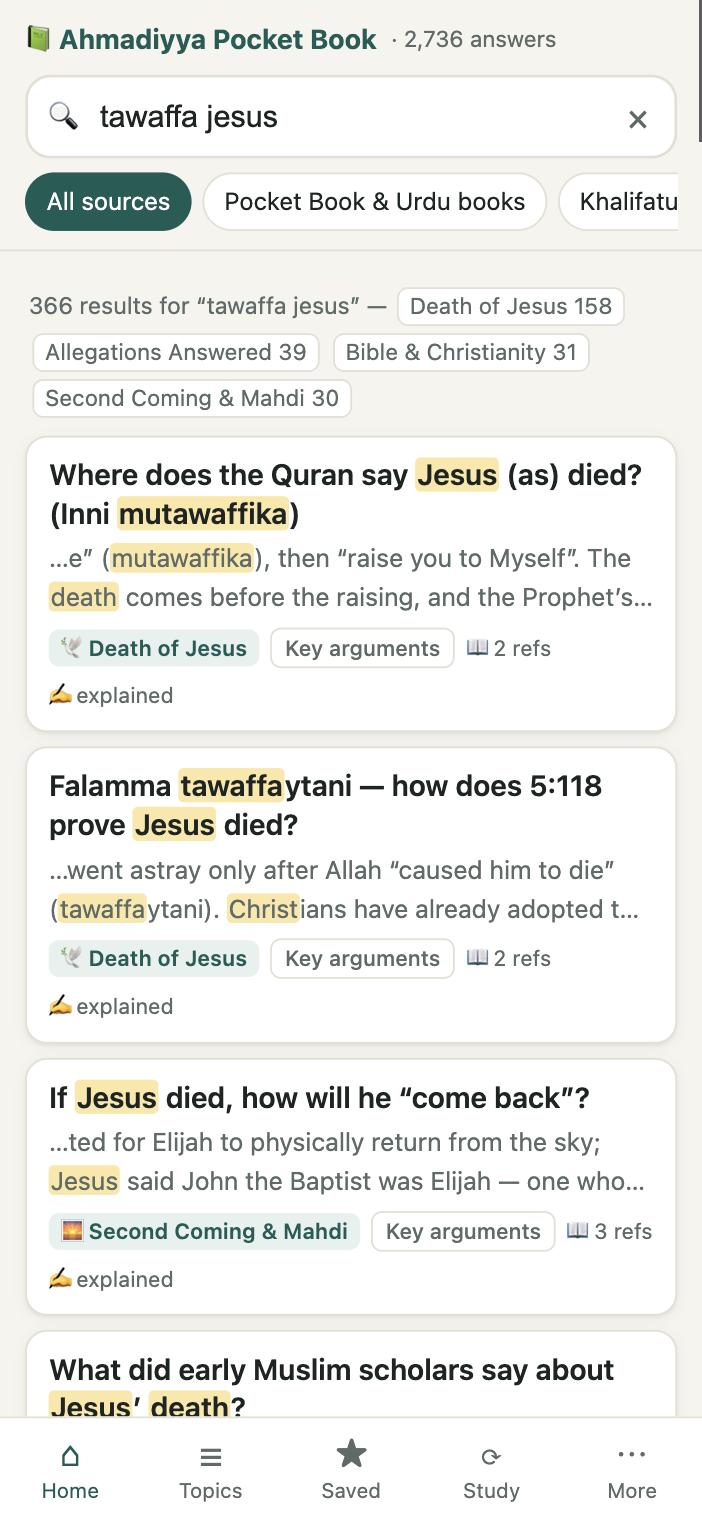 Ahmadiyya Pocket Book · 2,736 answers
tawaffa jesus ×
All sources Pocket Book & Urdu books Khalifatu
366 results for “tawaffa jesus” — Death of Jesus 158
Allegations Answered 39 Bible & Christianity 31
Second Coming & Mahdi 30
Where does the Quran say Jesus (as) died?
(Inni mutawaffika)
...e” (mutawaffika), then “raise you to Myself”. The
death comes before the raising, and the Prophet’s...
Death of Jesus Key arguments 2 refs
explained
Falamma tawaffaytani — how does 5:118
prove Jesus died?
...went astray only after Allah “caused him to die”
(tawaffaytani). Christians have already adopted t...
Death of Jesus Key arguments 2 refs
explained
If Jesus died, how will he “come back”?
...ted for Elijah to physically return from the sky;
Jesus said John the Baptist was Elijah — one who...
Second Coming & Mahdi Key arguments 3 refs
explained
What did early Muslim scholars say about
Jesus’ death?
Home Topics Saved Study More